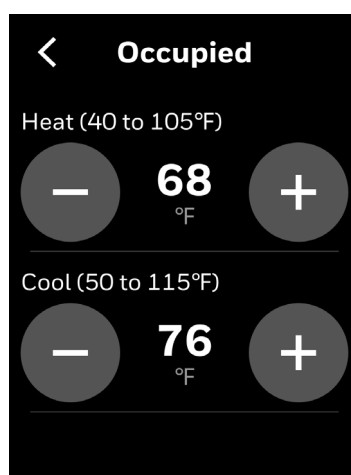 Occupied
Heat (40 to 105°F)
68
°F
Cool (50 to 115°F)
76
°F